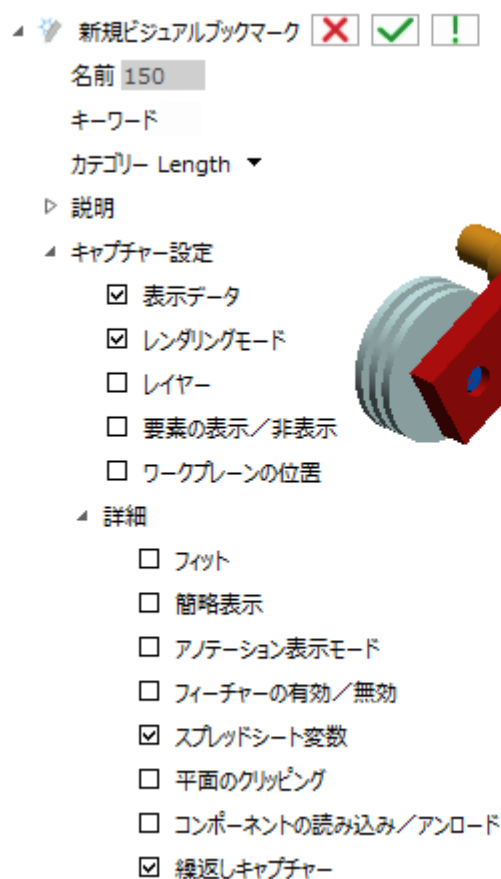 新規ビジュアルブックマーク
名前 150
キーワード
カテゴリー Length
説明
キャプチャー設定
表示データ
レンダリングモード
レイヤー
要素の表示／非表示
ワークプレーンの位置
詳細
フィット
簡略表示
アノテーション表示モード
フィーチャーの有効／無効
スプレッドシート変数
平面のクリッピング
コンポーネントの読み込み／アンロード
繰返しキャプチャー